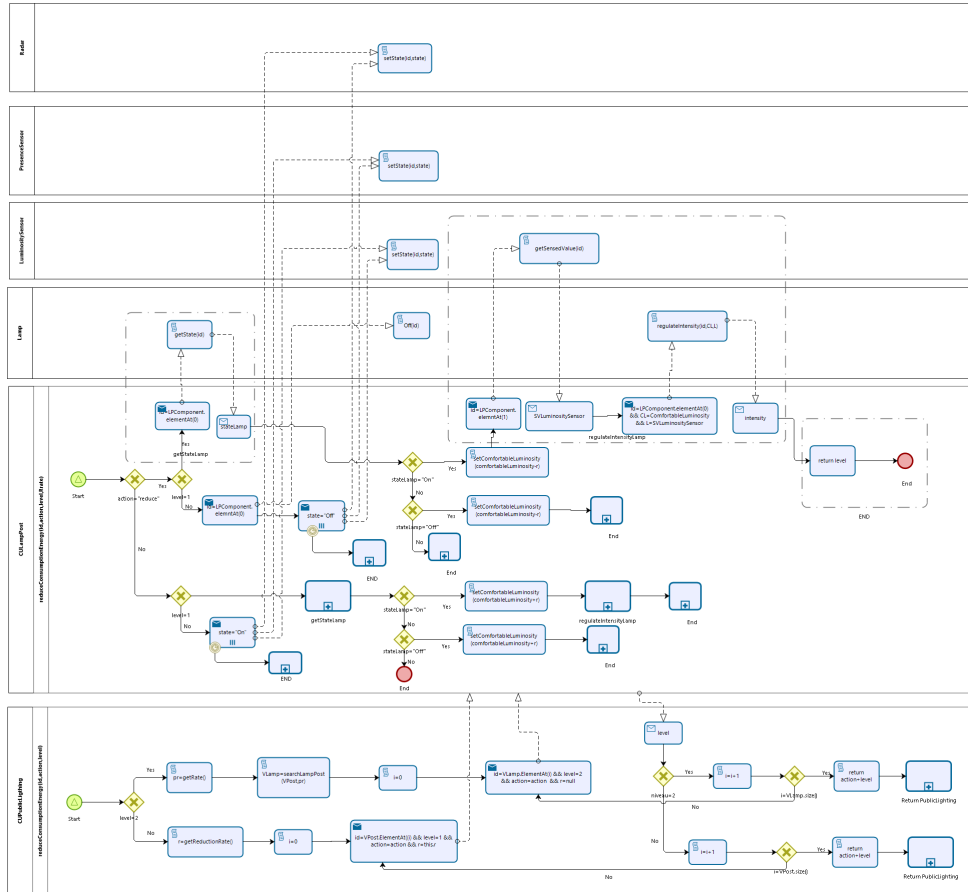 Radar
setState(id,state)
PresenceSensor
setState(id,state)
LuminositySensor
setState(id,state)
getSensedValue(id)
Lamp
getState(id)
Off(id)
regulateIntensity(id,CL,L)
CULampPost
reduceConsumptionEnergy(id,action,level,Rrate)
id=LPComponent.
elementAt(0)
stateLamp
Yes
getStateLamp
id=LPComponent.
elemntAt(1)
SVLuminositySensor
id=LPComponent.elementAt(0)
&& CL=ComfortableLuminosity
&& L=SVLuminositySensor
regulateIntensityLamp
intensity
return level
End
END
Start
action="reduce"
Yes
level=1
No
id=LPComponent.
elemntAt(0)
state="Off"
END
stateLamp="On"
Yes
setComfortableLuminosity
(comfortableLuminosity-r)
No
stateLamp="Off"
Yes
setComfortableLuminosity
(comfortableLuminosity-r)
End
No
End
No
level=1
No
state="On"
END
getStateLamp
stateLamp="On"
Yes
setComfortableLuminosity
(comfortableLuminosity+r)
regulateIntensityLamp
End
No
stateLamp="Off"
Yes
setComfortableLuminosity
(comfortableLuminosity+r)
End
No
End
CUPublicLighting
reduceConsumptionEnergy(id,action,level)
Start
level=2
Yes
pr=getRate()
VLamp=searchLampPost
(VPost,pr)
i=0
id=VLamp.ElementAt(i) && level=2
&& action=action && r=null
No
r=getReductionRate()
i=0
id=VPost.ElementAt(i) && level=1 &&
action=action && r=this.r
level
niveau=2
Yes
i=i+1
i=VLamp.size()
Yes
return
action+level
Return PublicLighting
No
No
i=i+1
i=VPost.size()
Yes
return
action+level
Return PublicLighting
No